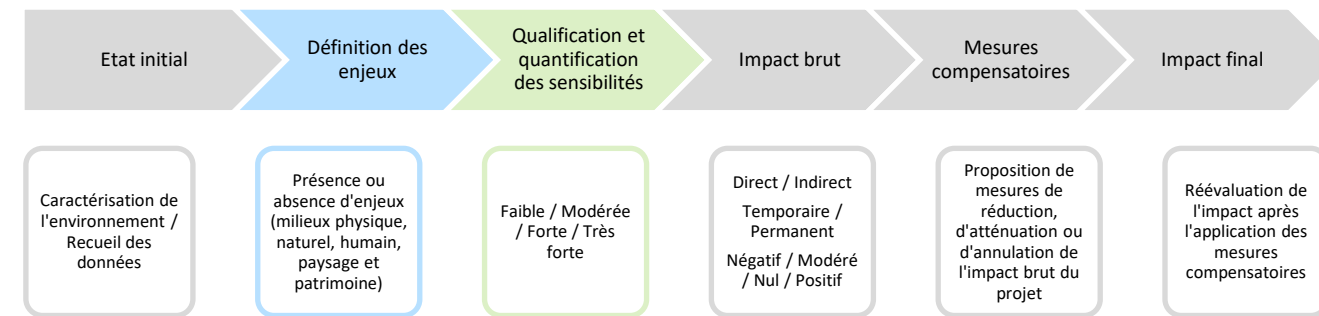 Etat initial
Définition des
enjeux
Qualification et
quantification
des sensibilités
Impact brut
Mesures
compensatoires
Impact final
Caractérisation de
l'environnement /
Recueil des
données
Présence ou
absence d'enjeu
(milieux physique,
naturel, humain,
paysage et
patrimoine)
Faible / Modérée
/ Forte / Très
forte
Direct / Indirect
Temporaire /
Permanent
Négatif / Modéré
/ Nul / Positif
Proposition de
mesures de
réduction,
d'atténuation ou
d'annulation de
l'impact brut du
projet
Réévaluation de
l'impact après
l'application des
mesures
compensatoires